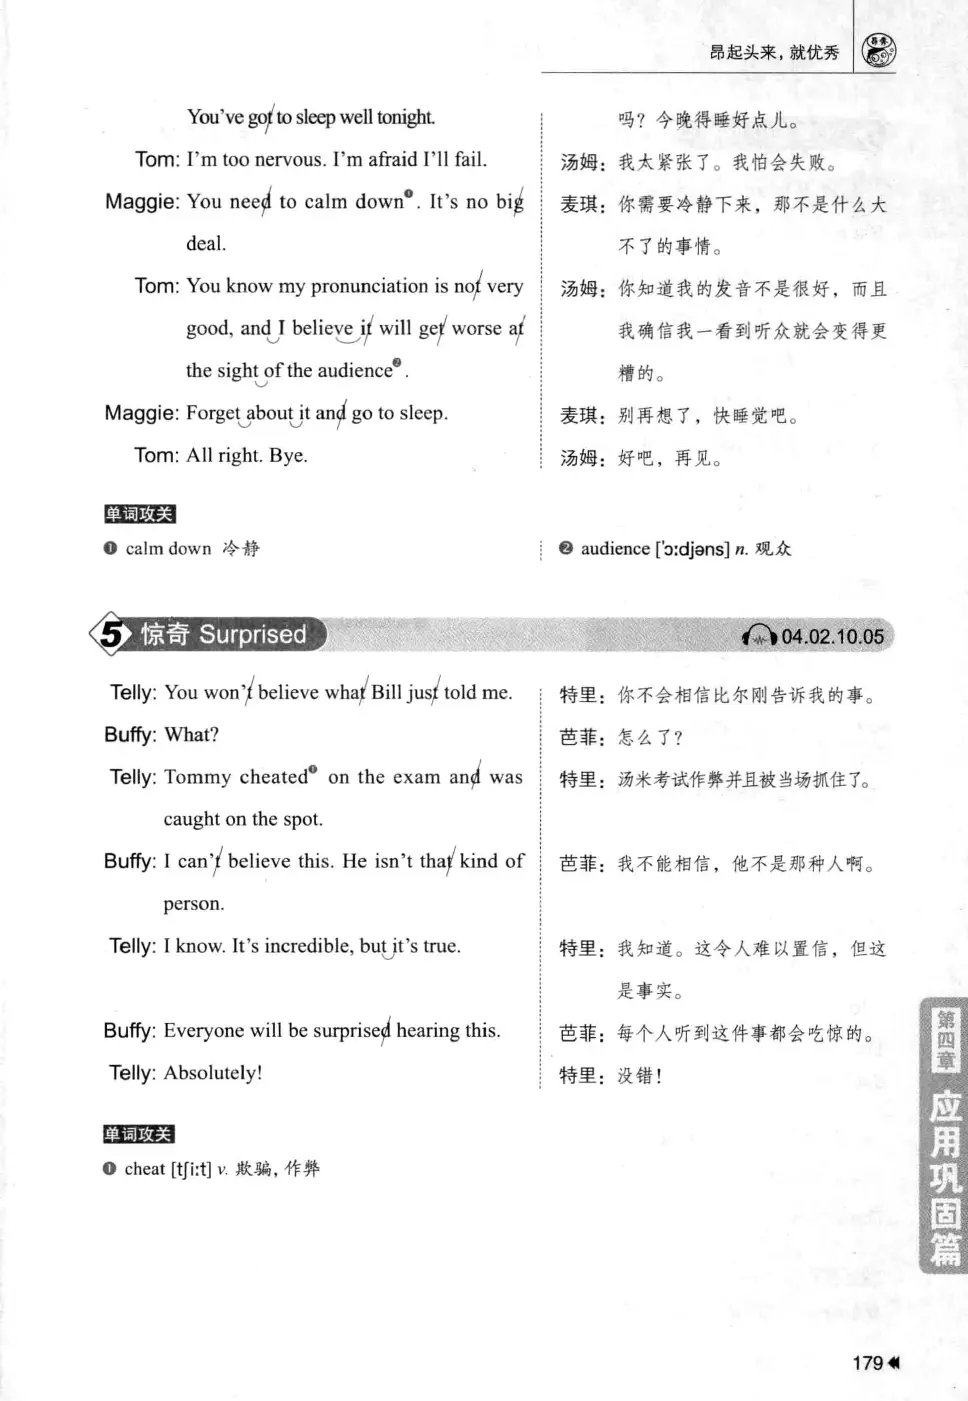 昂起头来，就优秀
You've got to sleep well tonight.
吗？今晚得睡好点儿。
Tom: I'm too nervous. I'm afraid I'll fail.
汤姆：我太紧张了。我怕会失败。
Maggie: You need to calm down❶. It's no big
deal.
麦琪：你需要冷静下来，那不是什么大
不了的事情。
Tom: You know my pronunciation is not very
good, and I believe it will get worse at
the sight of the audience❷.
汤姆：你知道我的发音不是很好，而且
我确信我一看到听众就会变得更
糟的。
Maggie: Forget about it and go to sleep.
麦琪：别再想了，快睡觉吧。
Tom: All right. Bye.
汤姆：好吧，再见。
单词攻关
❶ calm down 冷静
❷ audience ['ɔ:djəns] n. 观众
5 惊奇 Surprised
04.02.10.05
Telly: You won't believe what Bill just told me.
特里：你不会相信比尔刚告诉我的事。
Buffy: What?
芭菲：怎么了？
Telly: Tommy cheated❶ on the exam and was
caught on the spot.
特里：汤米考试作弊并且被当场抓住了。
Buffy: I can't believe this. He isn't that kind of
person.
芭菲：我不能相信，他不是那种人啊。
Telly: I know. It's incredible, but it's true.
特里：我知道。这令人难以置信，但这
是事实。
Buffy: Everyone will be surprised hearing this.
芭菲：每个人听到这件事都会吃惊的。
Telly: Absolutely!
特里：没错！
单词攻关
❶ cheat [tʃi:t] v. 欺骗，作弊
第四章
应用巩固篇
179